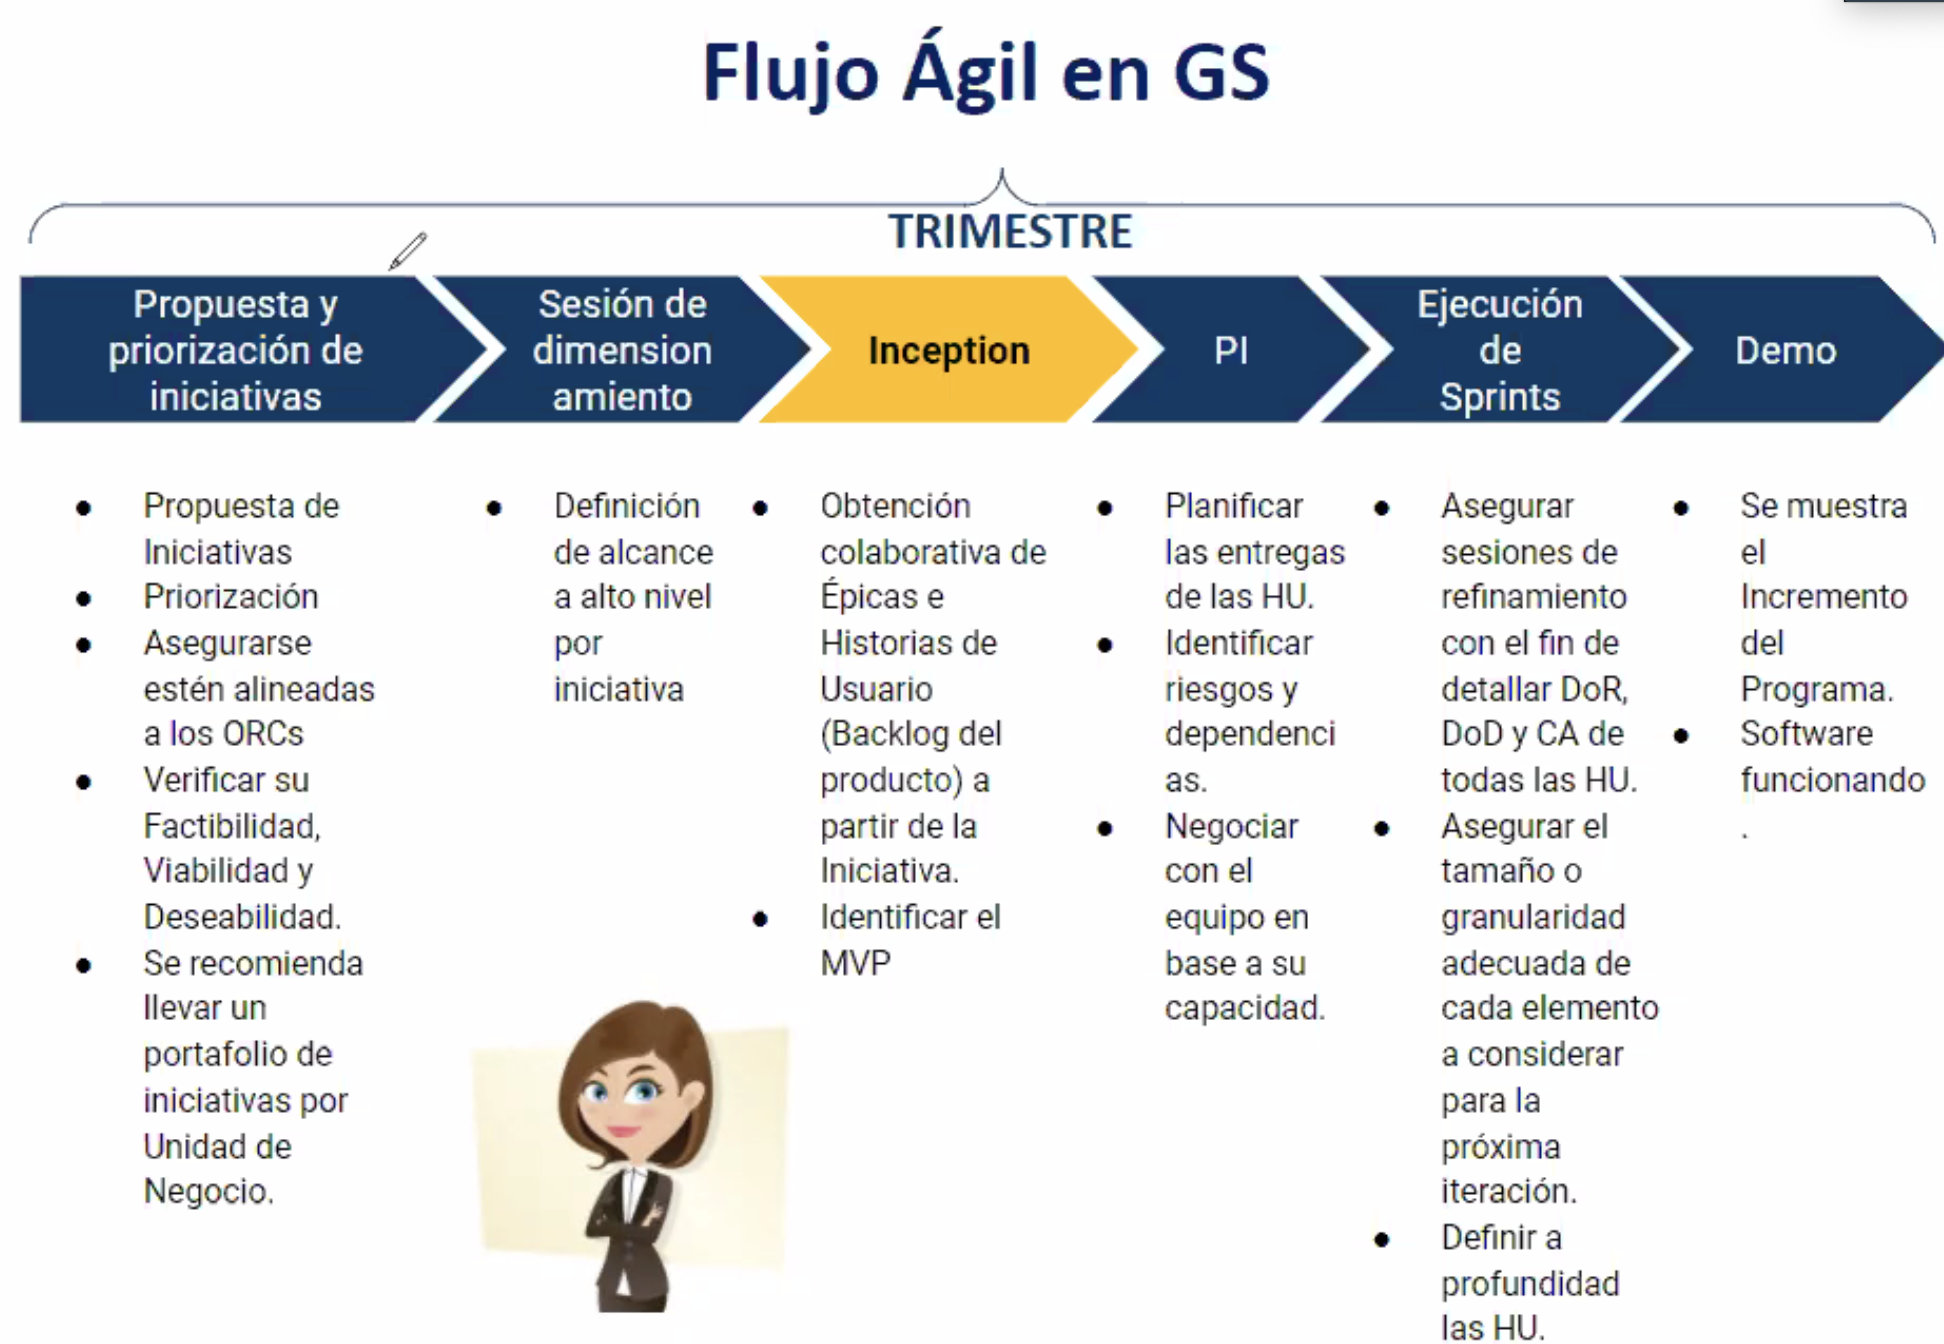 Flujo Ágil en GS
TRIMESTRE
Propuesta y
priorización de
iniciativas
Sesión de
dimension
amiento
Inception
PI
Ejecución
de
Sprints
Demo
● Propuesta de
Iniciativas
● Priorización
● Asegurarse
estén alineadas
a los ORCs
● Verificar su
Factibilidad,
Viabilidad y
Deseabilidad.
● Se recomienda
llevar un
portafolio de
iniciativas por
Unidad de
Negocio.
● Definición
de alcance
a alto nivel
por
iniciativa
● Obtención
colaborativa de
Épicas e
Historias de
Usuario
(Backlog del
producto) a
partir de la
Iniciativa.
● Identificar el
MVP
● Planificar
las entregas
de las HU.
● Identificar
riesgos y
dependenci
as.
● Negociar
con el
equipo en
base a su
capacidad.
● Asegurar
sesiones de
refinamiento
con el fin de
detallar DoR,
DoD y CA de
todas las HU.
● Asegurar el
tamaño o
granularidad
adecuada de
cada elemento
a considerar
para la
próxima
iteración.
● Definir a
profundidad
las HU.
● Se muestra
el
Incremento
del
Programa.
● Software
funcionando
.